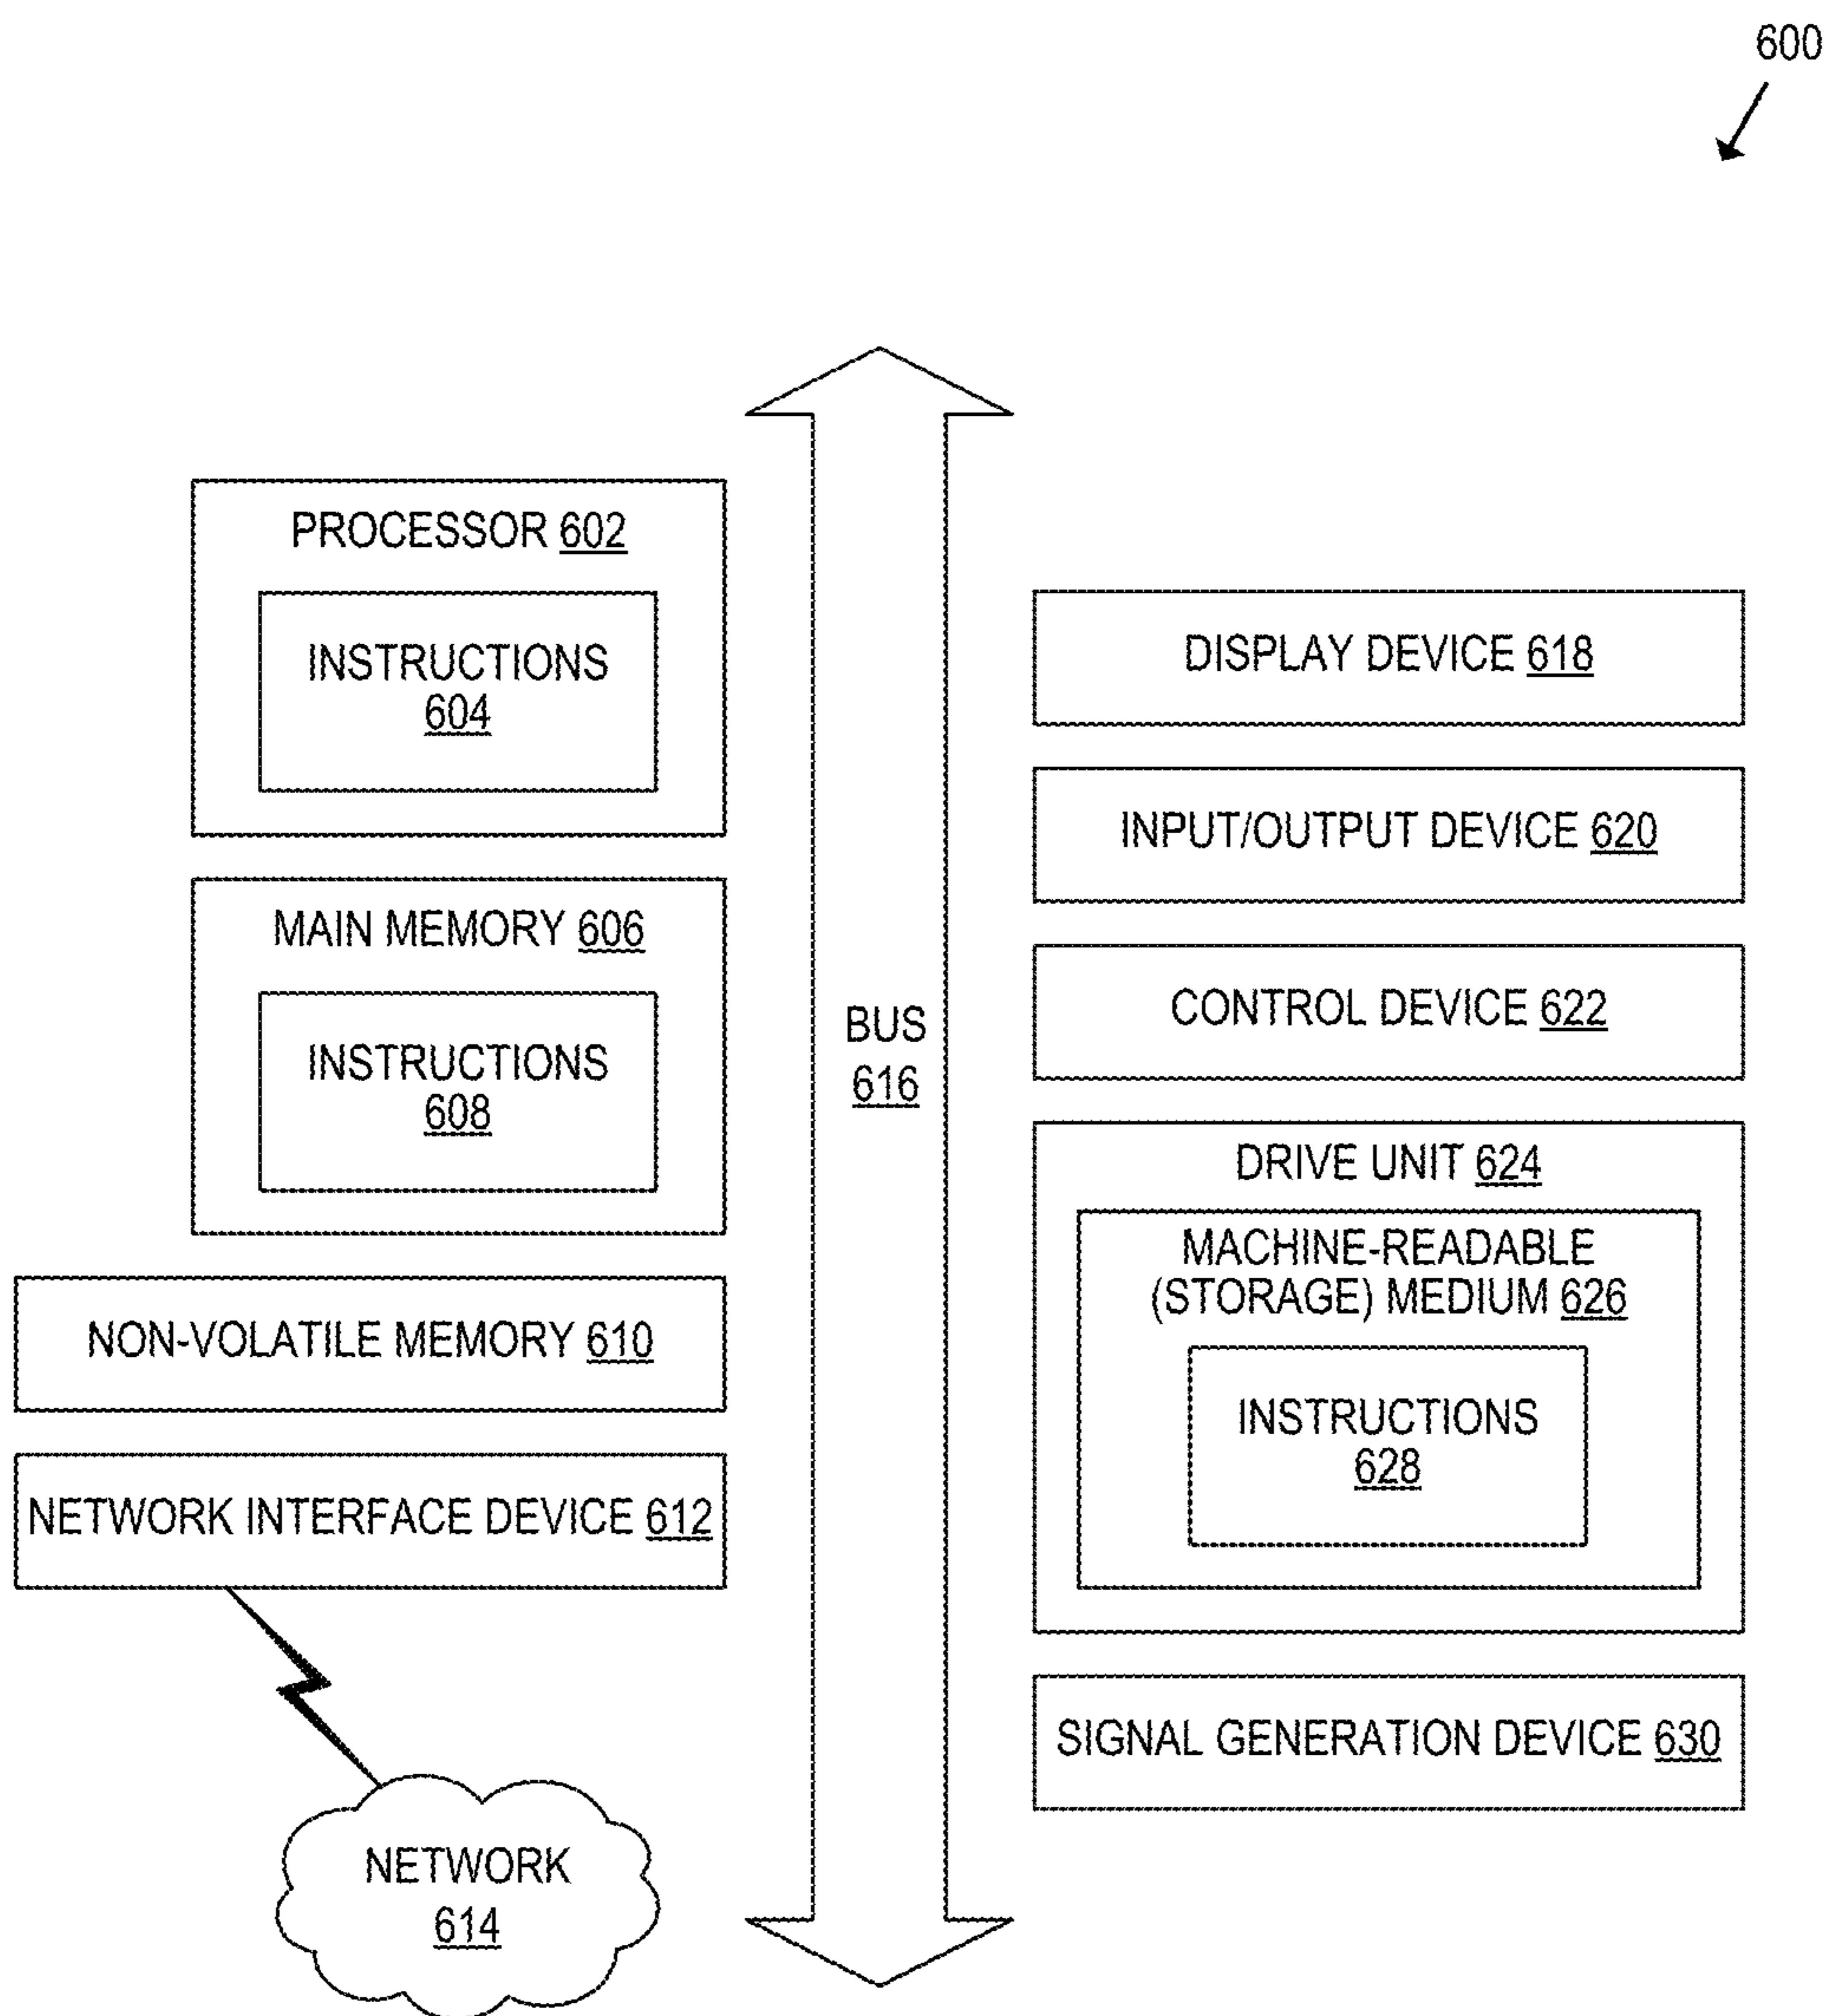 600
PROCESSOR 602
INSTRUCTIONS
604
MAIN MEMORY 606
INSTRUCTIONS
608
NON-VOLATILE MEMORY 610
NETWORK INTERFACE DEVICE 612
NETWORK
614
BUS
616
DISPLAY DEVICE 618
INPUT/OUTPUT DEVICE 620
CONTROL DEVICE 622
DRIVE UNIT 624
MACHINE-READABLE
(STORAGE) MEDIUM 626
INSTRUCTIONS
628
SIGNAL GENERATION DEVICE 630